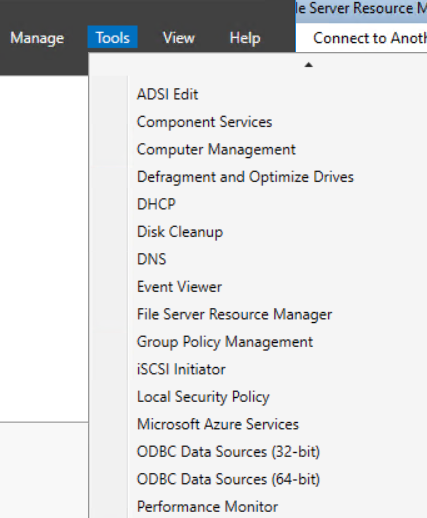 le Server Resource M
Manage Tools View Help Connect to Anoth
ADSI Edit
Component Services
Computer Management
Defragment and Optimize Drives
DHCP
Disk Cleanup
DNS
Event Viewer
File Server Resource Manager
Group Policy Management
iSCSI Initiator
Local Security Policy
Microsoft Azure Services
ODBC Data Sources (32-bit)
ODBC Data Sources (64-bit)
Performance Monitor